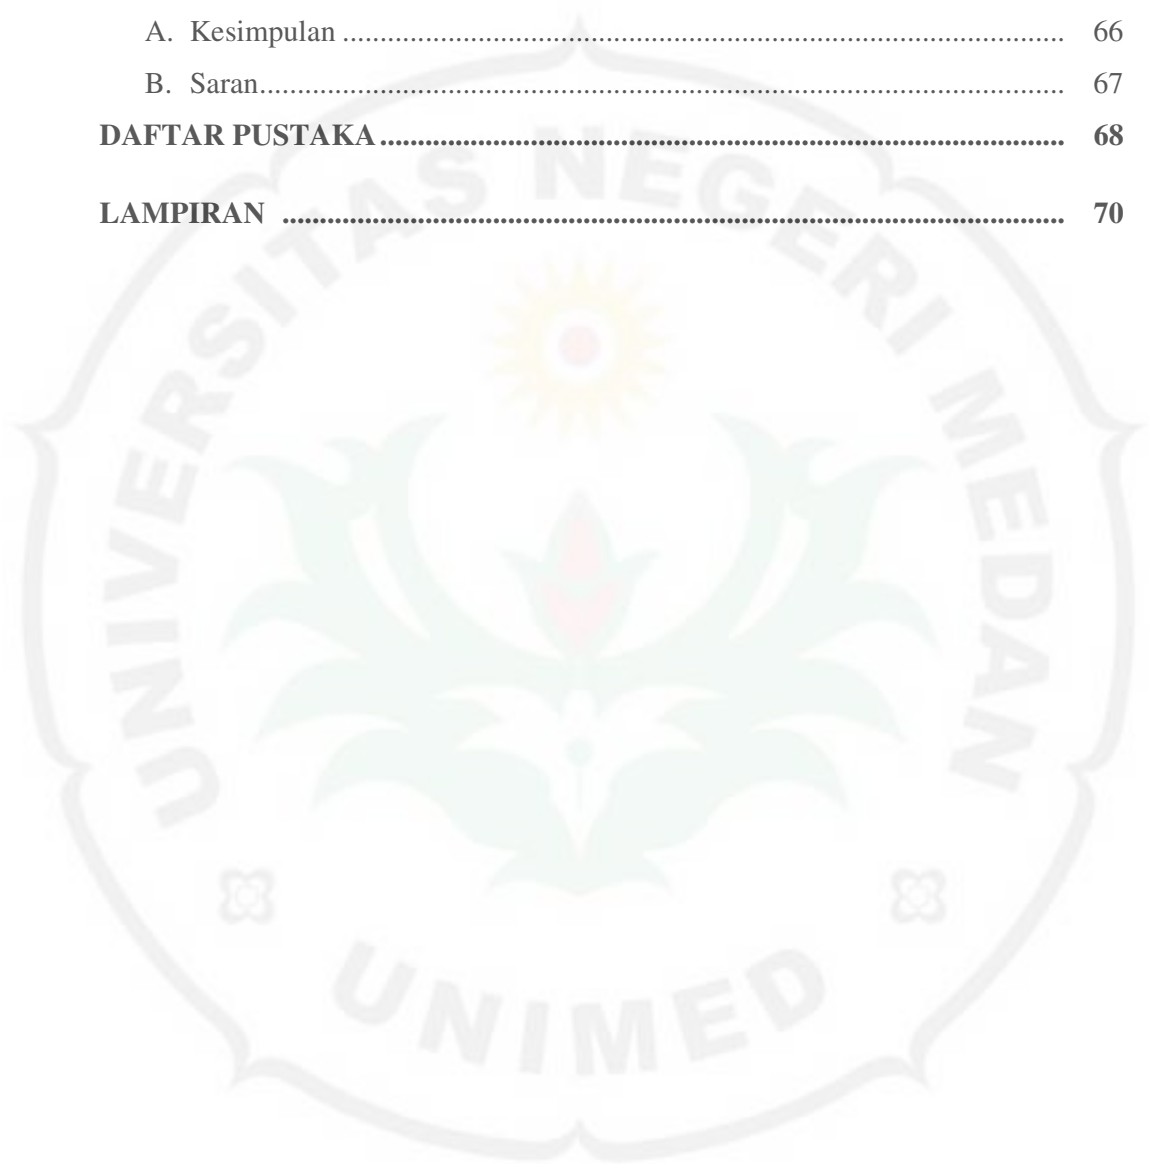 A. Kesimpulan ................................................................................................. 66
B. Saran............................................................................................................ 67
DAFTAR PUSTAKA ............................................................................................ 68
LAMPIRAN ......................................................................................................... 70
UNIVERSITAS NEGERI MEDAN
UNIMED